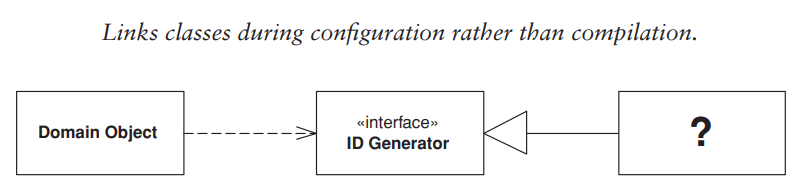 Links classes during configuration rather than compilation.
Domain Object
«interface»
ID Generator
?